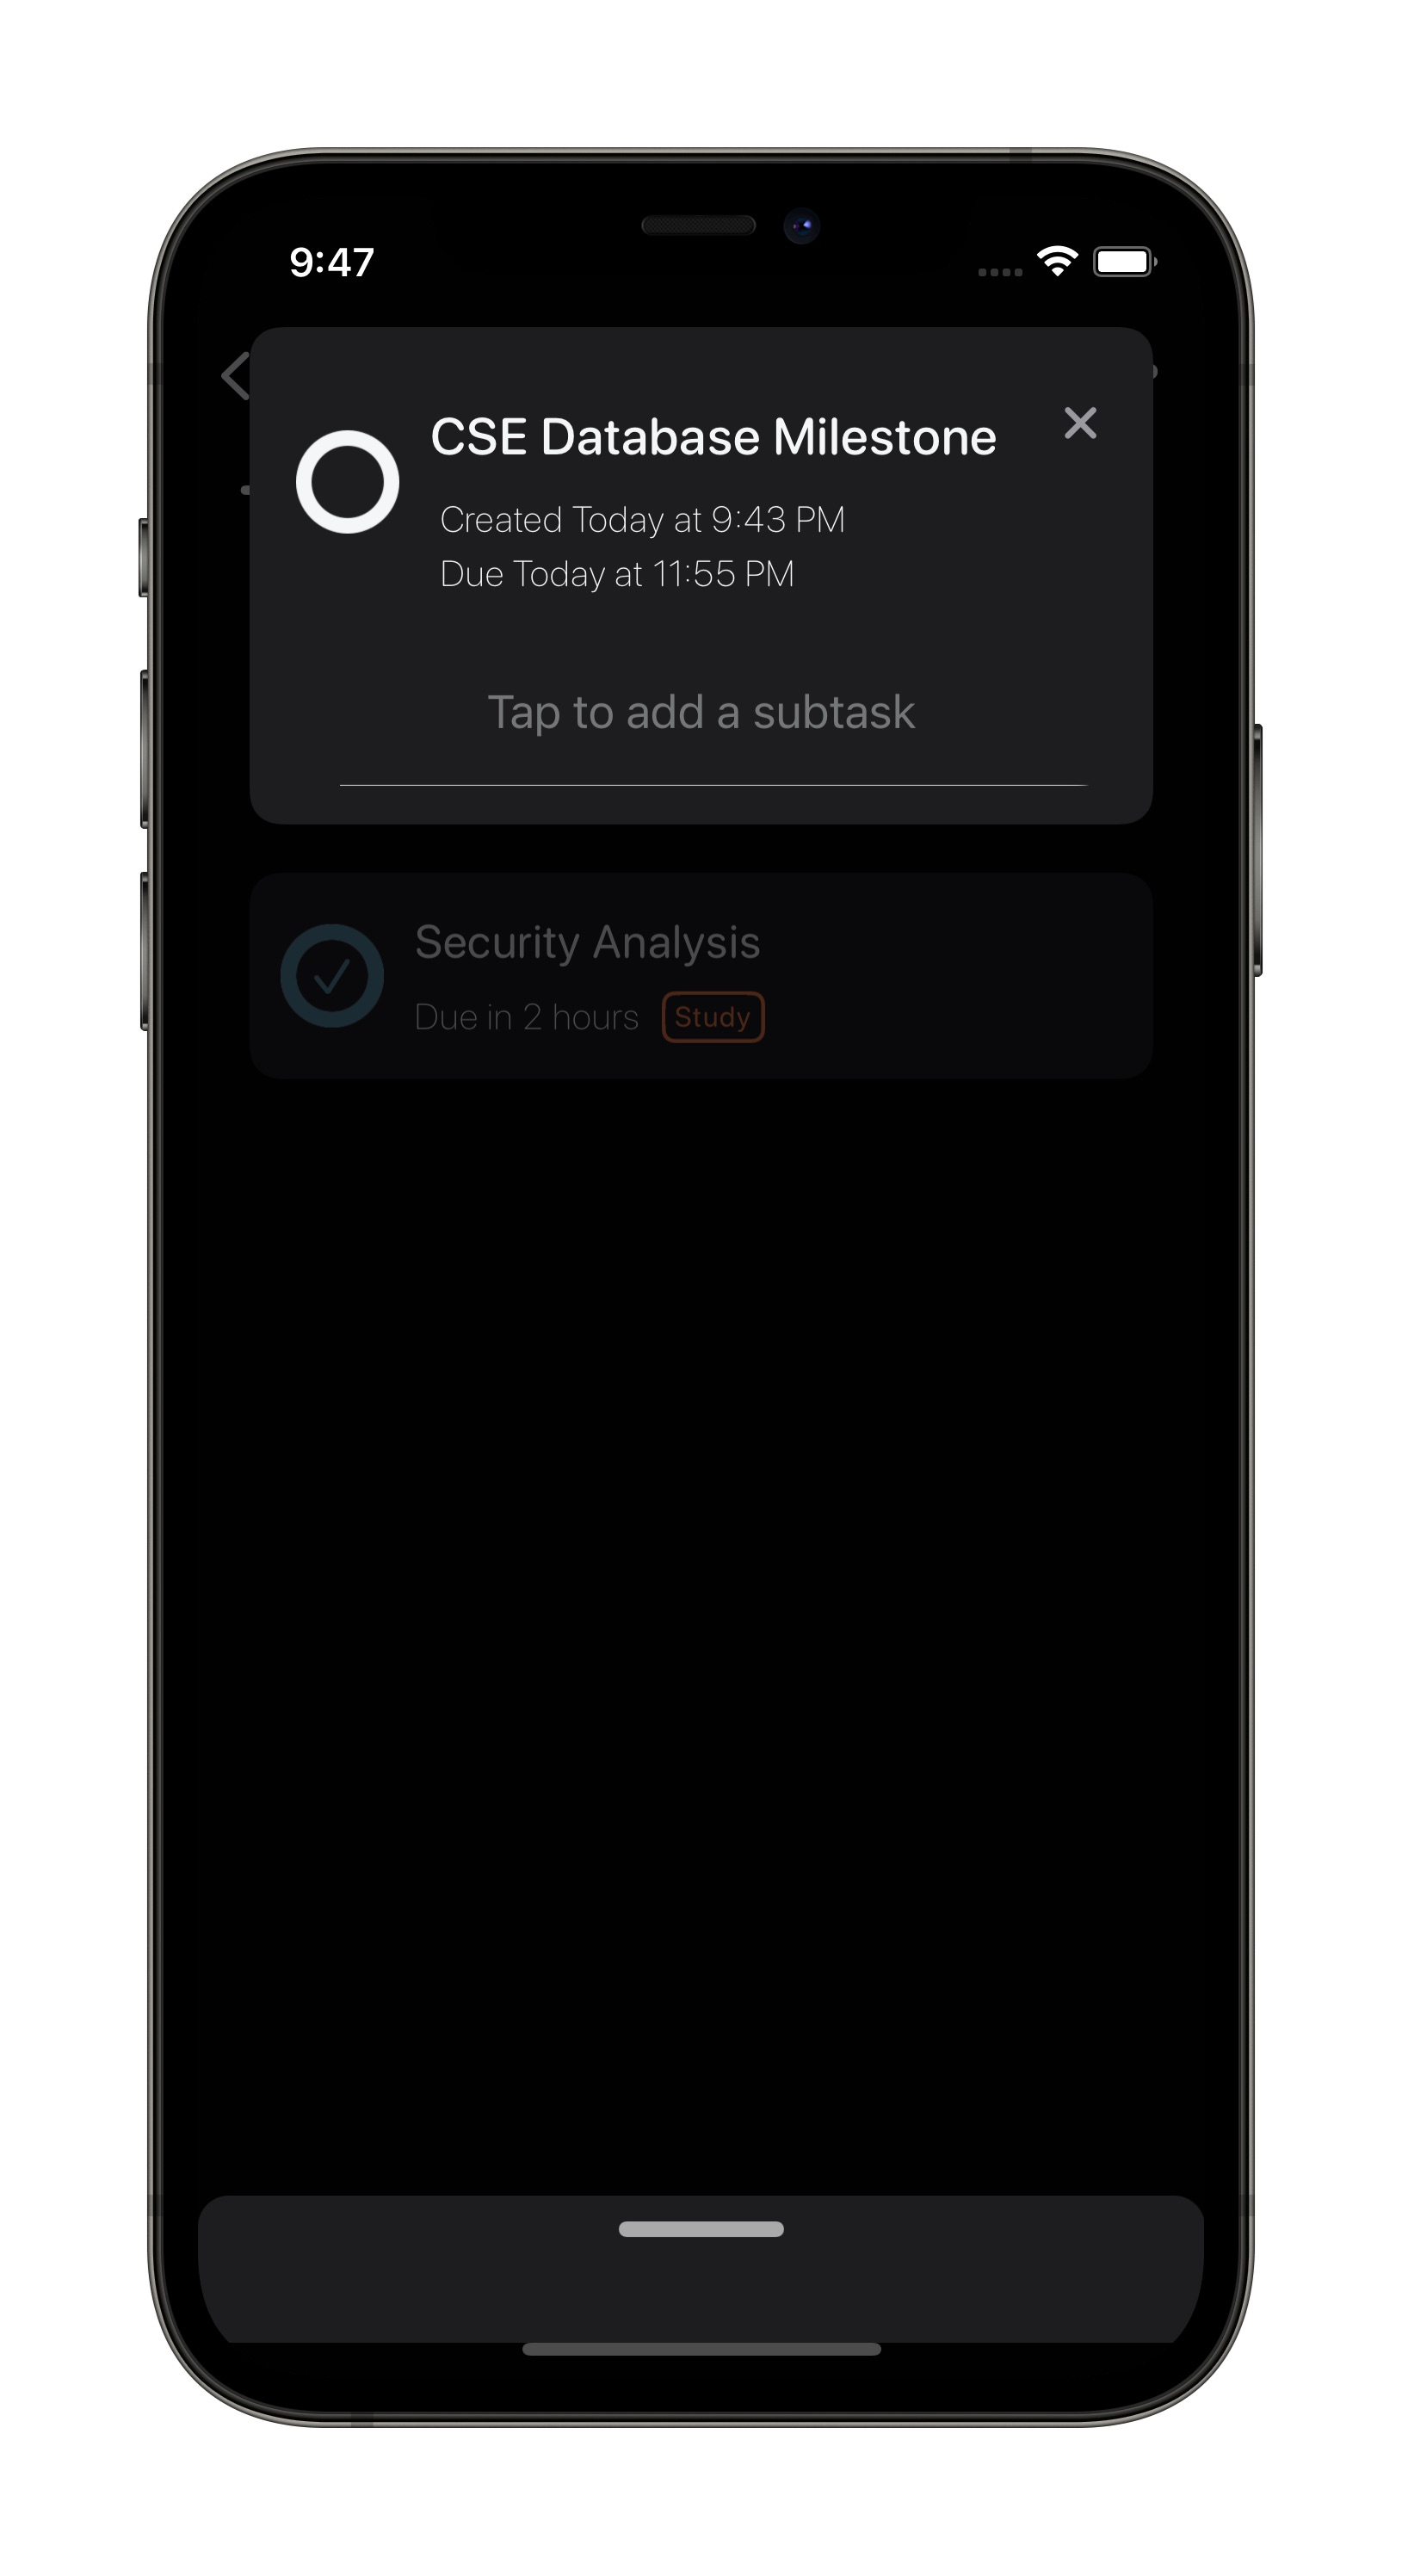 9:47
CSE Database Milestone
Created Today at 9:43 PM
Due Today at 11:55 PM
Tap to add a subtask
Security Analysis
Due in 2 hours Study